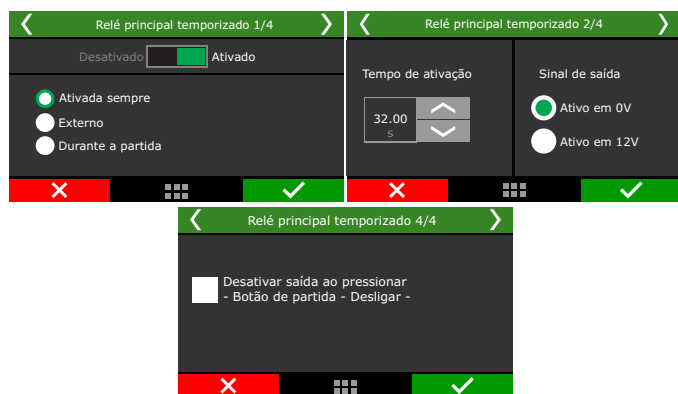 Relé principal temporizado 1/4
Desativado Ativado
Ativada sempre
Externo
Durante a partida
Relé principal temporizado 2/4
Tempo de ativação
32.00
s
Sinal de saída
Ativo em 0V
Ativo em 12V
Relé principal temporizado 4/4
Desativar saída ao pressionar
- Botão de partida - Desligar -